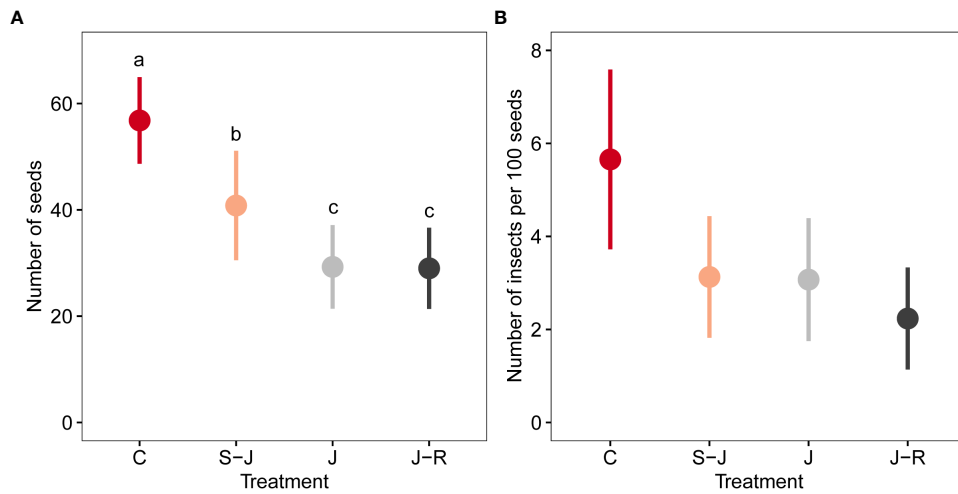 A
B
Number of seeds
60
40
20
0
a
b
c
c
C
S–J
J
J–R
Treatment
Number of insects per 100 seeds
8
6
4
2
0
C
S–J
J
J–R
Treatment